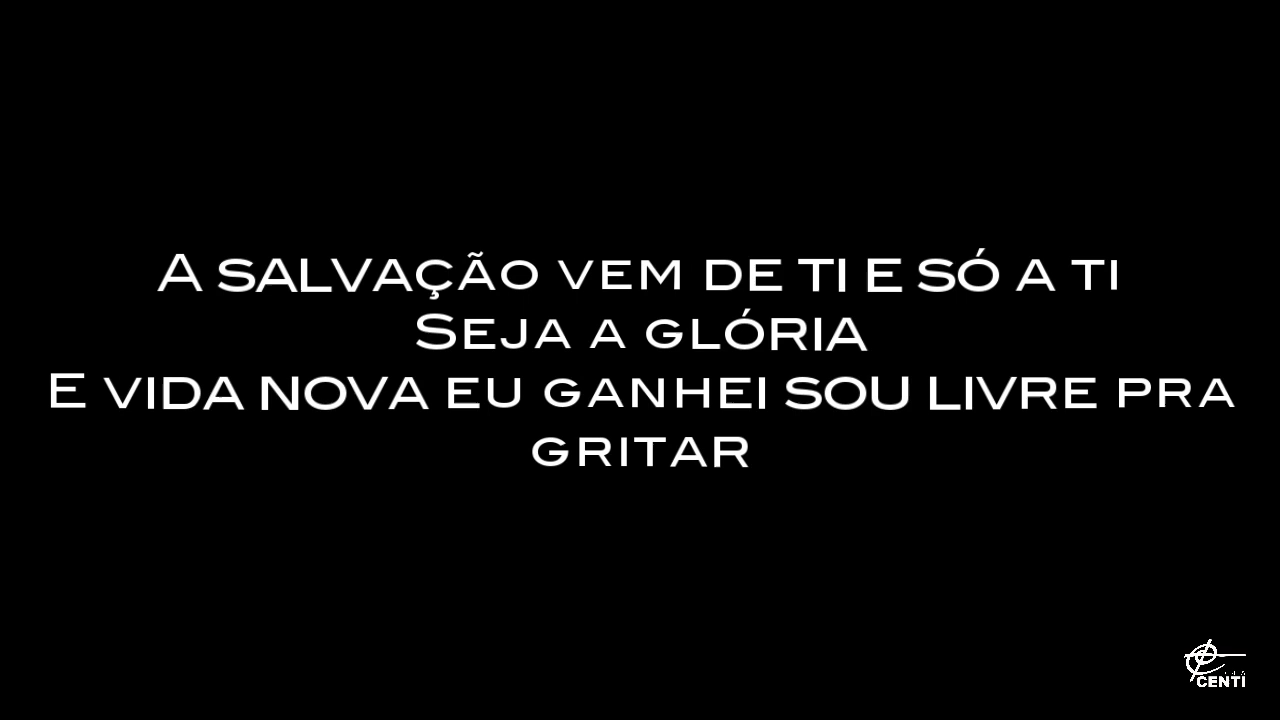 A SALVAÇÃO VEM DE TI E SÓ A TI
SEJA A GLÓRIA
E VIDA NOVA EU GANHEI SOU LIVRE PRA
GRITAR
CENTI